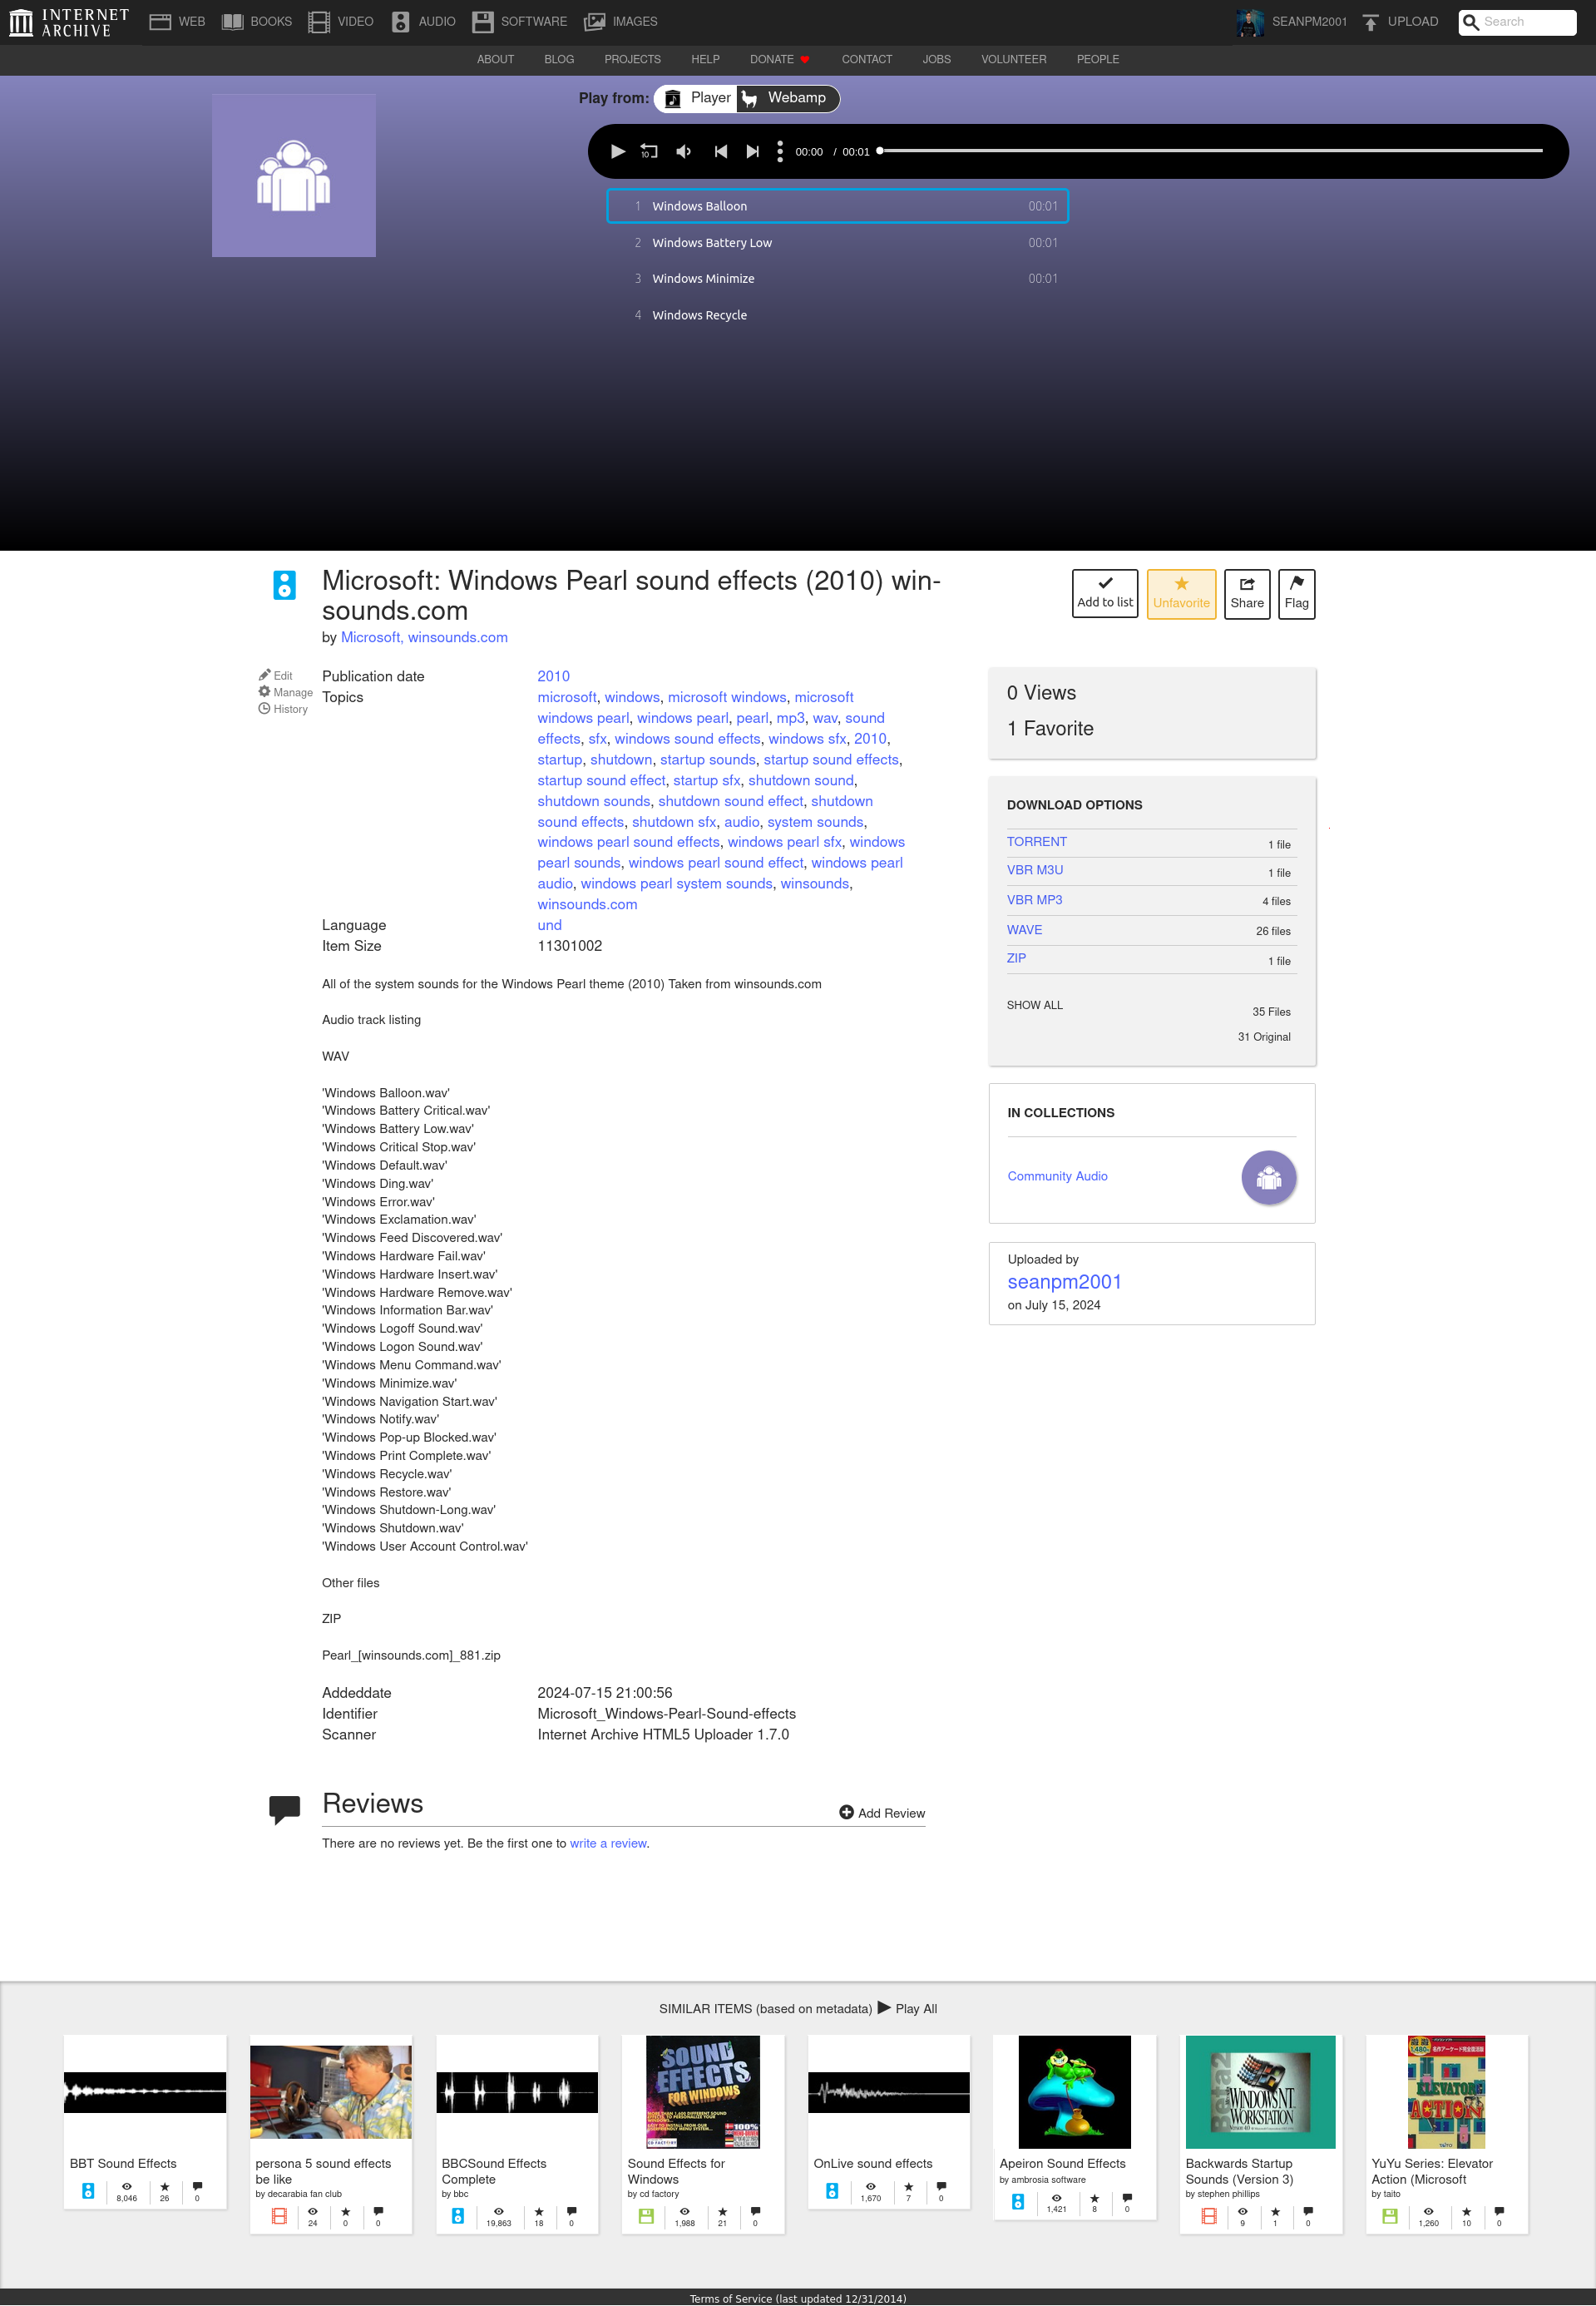 INTERNET ARCHIVE
WEB
BOOKS
VIDEO
AUDIO
SOFTWARE
IMAGES
SEANPM2001
UPLOAD
Search
ABOUT
BLOG
PROJECTS
HELP
DONATE
CONTACT
JOBS
VOLUNTEER
PEOPLE
Play from:
Player
Webamp
10
00:00 / 00:01
1 Windows Balloon 00:01
2 Windows Battery Low 00:01
3 Windows Minimize 00:01
4 Windows Recycle
Microsoft: Windows Pearl sound effects (2010) win-
sounds.com
by Microsoft, winsounds.com
Add to list
Unfavorite
Share
Flag
Edit
Manage
History
Publication date 2010
Topics microsoft, windows, microsoft windows, microsoft
windows pearl, windows pearl, pearl, mp3, wav, sound
effects, sfx, windows sound effects, windows sfx, 2010,
startup, shutdown, startup sounds, startup sound effects,
startup sound effect, startup sfx, shutdown sound,
shutdown sounds, shutdown sound effect, shutdown
sound effects, shutdown sfx, audio, system sounds,
windows pearl sound effects, windows pearl sfx, windows
pearl sounds, windows pearl sound effect, windows pearl
audio, windows pearl system sounds, winsounds,
winsounds.com
Language und
Item Size 11301002
All of the system sounds for the Windows Pearl theme (2010) Taken from winsounds.com
Audio track listing
WAV
'Windows Balloon.wav'
'Windows Battery Critical.wav'
'Windows Battery Low.wav'
'Windows Critical Stop.wav'
'Windows Default.wav'
'Windows Ding.wav'
'Windows Error.wav'
'Windows Exclamation.wav'
'Windows Feed Discovered.wav'
'Windows Hardware Fail.wav'
'Windows Hardware Insert.wav'
'Windows Hardware Remove.wav'
'Windows Information Bar.wav'
'Windows Logoff Sound.wav'
'Windows Logon Sound.wav'
'Windows Menu Command.wav'
'Windows Minimize.wav'
'Windows Navigation Start.wav'
'Windows Notify.wav'
'Windows Pop-up Blocked.wav'
'Windows Print Complete.wav'
'Windows Recycle.wav'
'Windows Restore.wav'
'Windows Shutdown-Long.wav'
'Windows Shutdown.wav'
'Windows User Account Control.wav'
Other files
ZIP
Pearl_[winsounds.com]_881.zip
Addeddate 2024-07-15 21:00:56
Identifier Microsoft_Windows-Pearl-Sound-effects
Scanner Internet Archive HTML5 Uploader 1.7.0
0 Views
1 Favorite
DOWNLOAD OPTIONS
TORRENT 1 file
VBR M3U 1 file
VBR MP3 4 files
WAVE 26 files
ZIP 1 file
SHOW ALL 35 Files
31 Original
IN COLLECTIONS
Community Audio
Uploaded by
seanpm2001
on July 15, 2024
Reviews
Add Review
There are no reviews yet. Be the first one to write a review.
SIMILAR ITEMS (based on metadata) Play All
BBT Sound Effects
8,046 26 0
persona 5 sound effects
be like
by decarabia fan club
24 0 0
BBCSound Effects
Complete
by bbc
19,863 18 0
SOUND
EFFECTS
FOR WINDOWS
100%
Sound Effects for
Windows
by cd factory
1,988 21 0
OnLive sound effects
1,670 7 0
Apeiron Sound Effects
by ambrosia software
1,421 8 0
Beta 2
WINDOWS NT
WORKSTATION
Backwards Startup
Sounds (Version 3)
by stephen phillips
9 1 0
7,480
ELEVATOR
ACTION
YuYu Series: Elevator
Action (Microsoft
by taito
1,260 10 0
Terms of Service (last updated 12/31/2014)